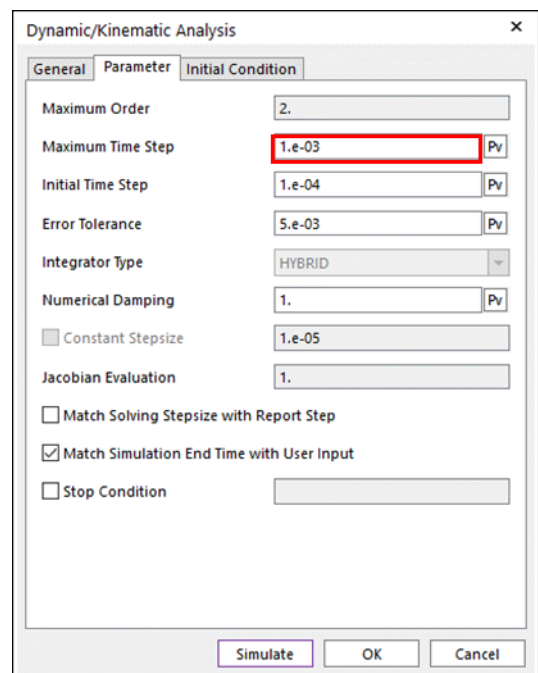 Dynamic/Kinematic Analysis
General Parameter Initial Condition
Maximum Order 2.
Maximum Time Step 1.e-03 Pv
Initial Time Step 1.e-04 Pv
Error Tolerance 5.e-03 Pv
Integrator Type HYBRID
Numerical Damping 1. Pv
Constant Stepsize 1.e-05
Jacobian Evaluation 1.
Match Solving Stepsize with Report Step
Match Simulation End Time with User Input
Stop Condition
Simulate OK Cancel